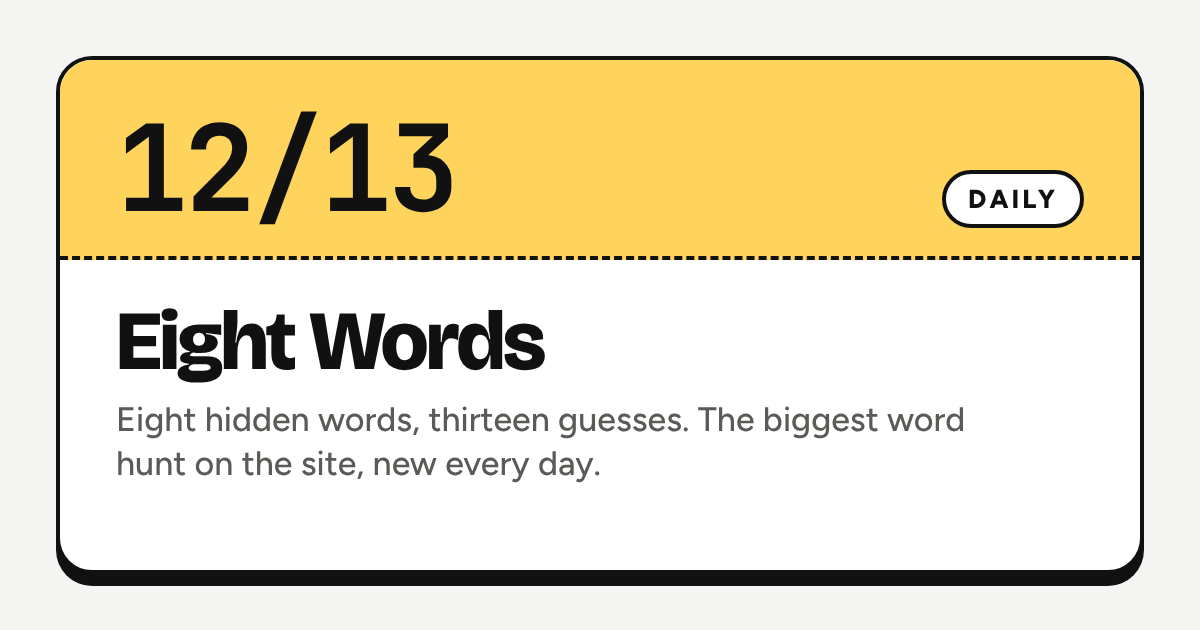 12/13
DAILY
Eight Words
Eight hidden words, thirteen guesses. The biggest word
hunt on the site, new every day.